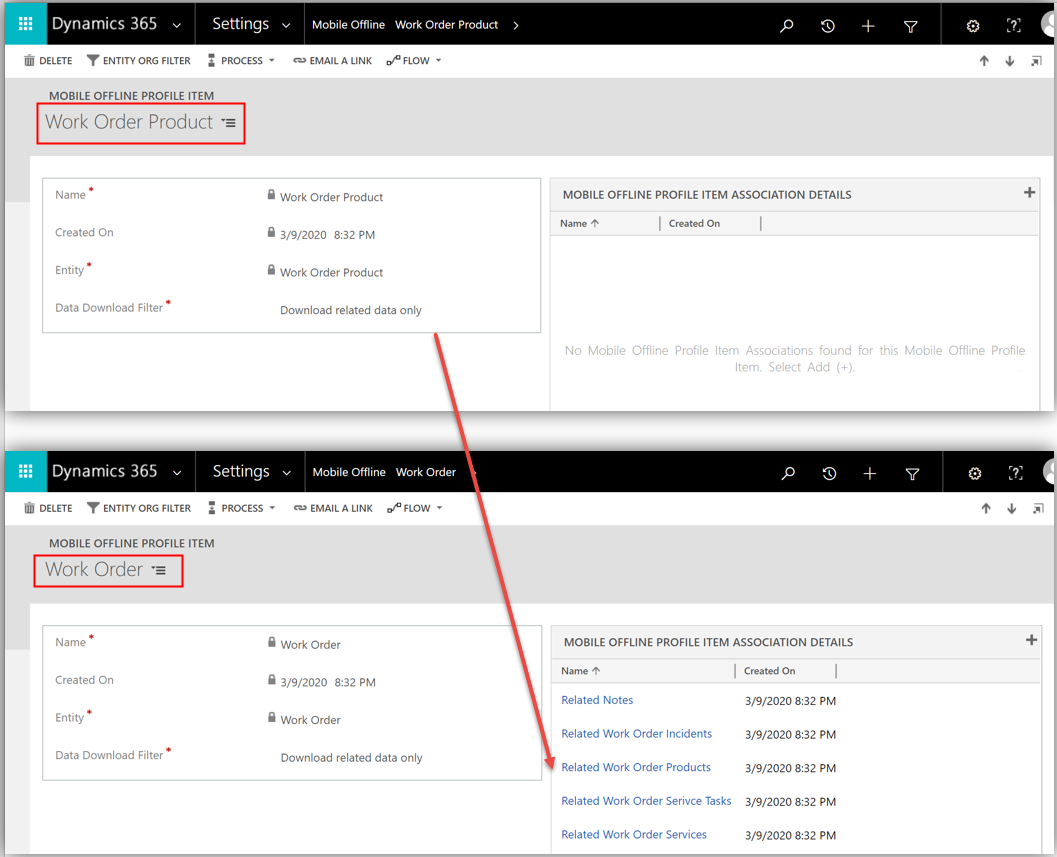 Dynamics 365 Settings Mobile Offline Work Order Product
DELETE ENTITY ORG FILTER PROCESS EMAIL A LINK FLOW
MOBILE OFFLINE PROFILE ITEM
Work Order Product
Name * Work Order Product
Created On 3/9/2020 8:32 PM
Entity * Work Order Product
Data Download Filter * Download related data only
MOBILE OFFLINE PROFILE ITEM ASSOCIATION DETAILS
Name ↑ Created On
No Mobile Offline Profile Item Associations found for this Mobile Offline Profile
Item. Select Add (+).
Dynamics 365 Settings Mobile Offline Work Order
DELETE ENTITY ORG FILTER PROCESS EMAIL A LINK FLOW
MOBILE OFFLINE PROFILE ITEM
Work Order
Name * Work Order
Created On 3/9/2020 8:32 PM
Entity * Work Order
Data Download Filter * Download related data only
MOBILE OFFLINE PROFILE ITEM ASSOCIATION DETAILS
Name ↑ Created On
Related Notes 3/9/2020 8:32 PM
Related Work Order Incidents 3/9/2020 8:32 PM
Related Work Order Products 3/9/2020 8:32 PM
Related Work Order Serivce Tasks 3/9/2020 8:32 PM
Related Work Order Services 3/9/2020 8:32 PM